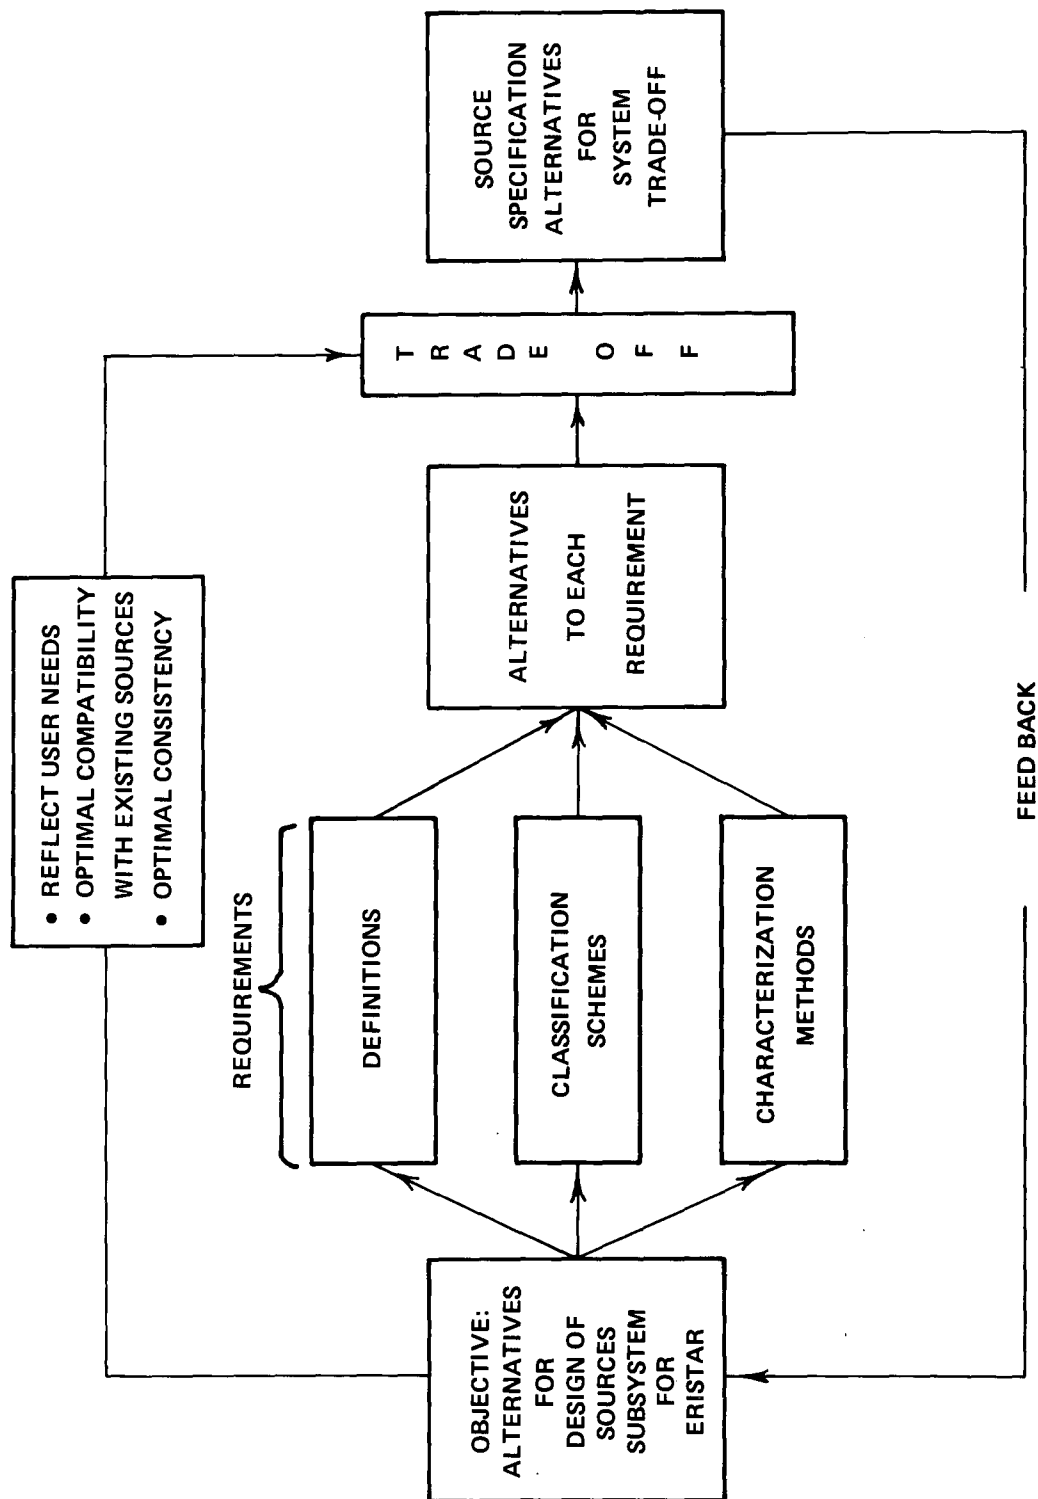 • REFLECT USER NEEDS
• OPTIMAL COMPATIBILITY
WITH EXISTING SOURCES
• OPTIMAL CONSISTENCY
REQUIREMENTS
OBJECTIVE:
ALTERNATIVES
FOR
DESIGN OF
SOURCES
SUBSYSTEM
FOR
ERISTAR
DEFINITIONS
CLASSIFICATION
SCHEMES
CHARACTERIZATION
METHODS
ALTERNATIVES
TO EACH
REQUIREMENT
TRADE OFF
SOURCE
SPECIFICATION
ALTERNATIVES
FOR
SYSTEM
TRADE-OFF
FEED BACK